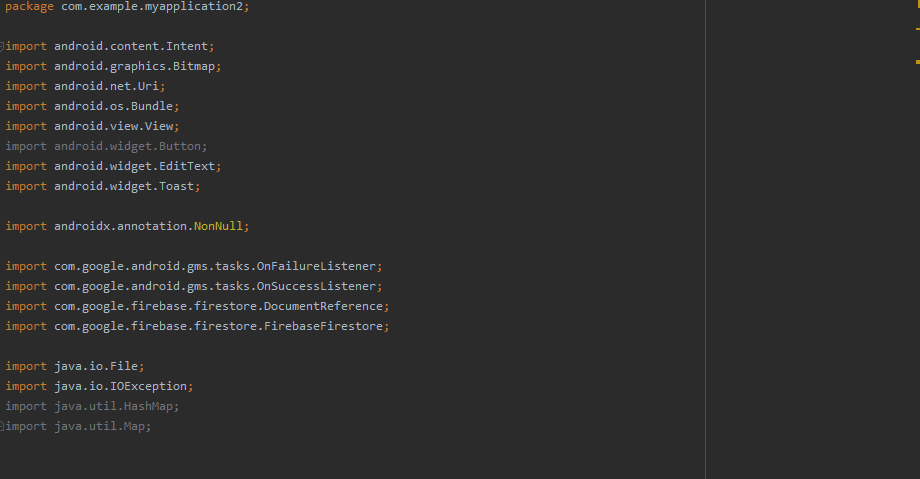 package com.example.myapplication2;
import android.content.Intent;
import android.graphics.Bitmap;
import android.net.Uri;
import android.os.Bundle;
import android.view.View;
import android.widget.Button;
import android.widget.EditText;
import android.widget.Toast;
import androidx.annotation.NonNull;
import com.google.android.gms.tasks.OnFailureListener;
import com.google.android.gms.tasks.OnSuccessListener;
import com.google.firebase.firestore.DocumentReference;
import com.google.firebase.firestore.FirebaseFirestore;
import java.io.File;
import java.io.IOException;
import java.util.HashMap;
import java.util.Map;